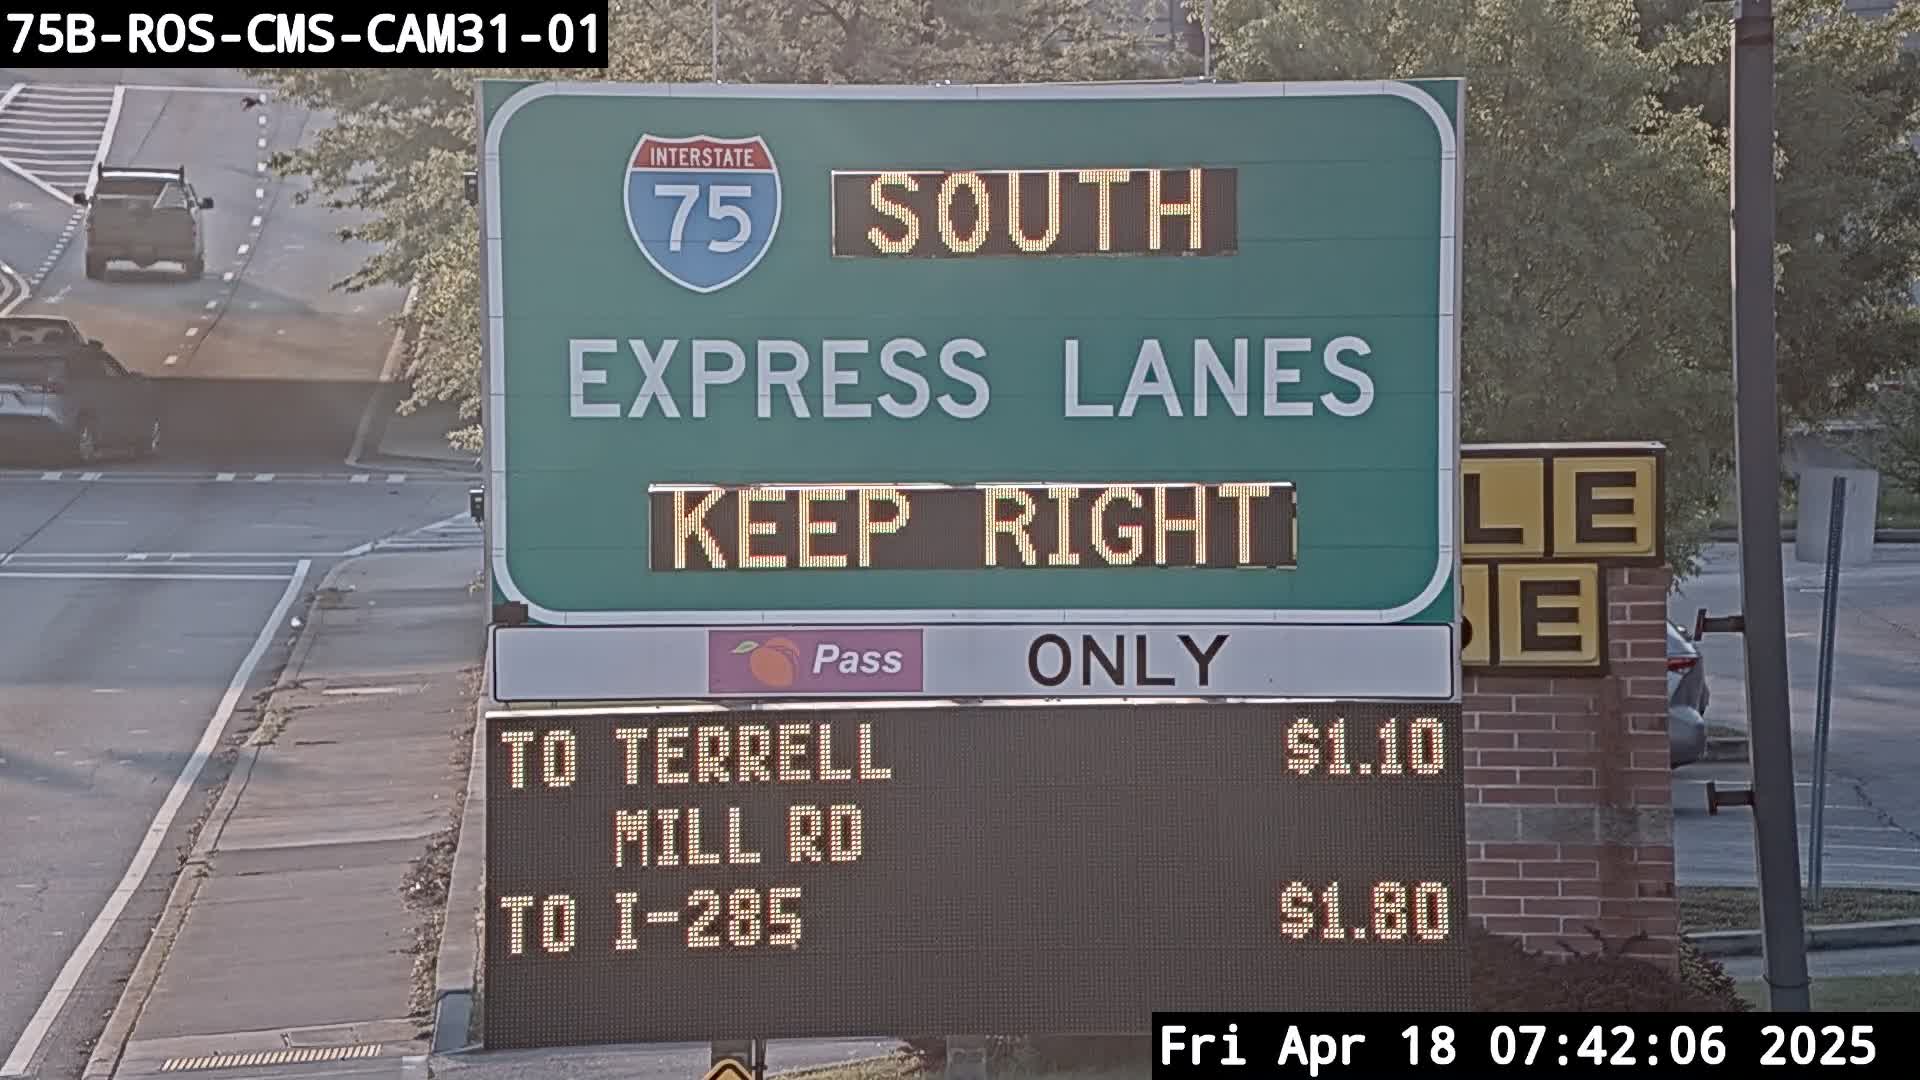 75B-ROS-CMS-CAM31-01
INTERSTATE
75
SOUTH
EXPRESS LANES
KEEP RIGHT
Pass ONLY
TO TERRELL $1.10
MILL RD
TO I-285 $1.80
LE
E
Fri Apr 18 07:42:06 2025